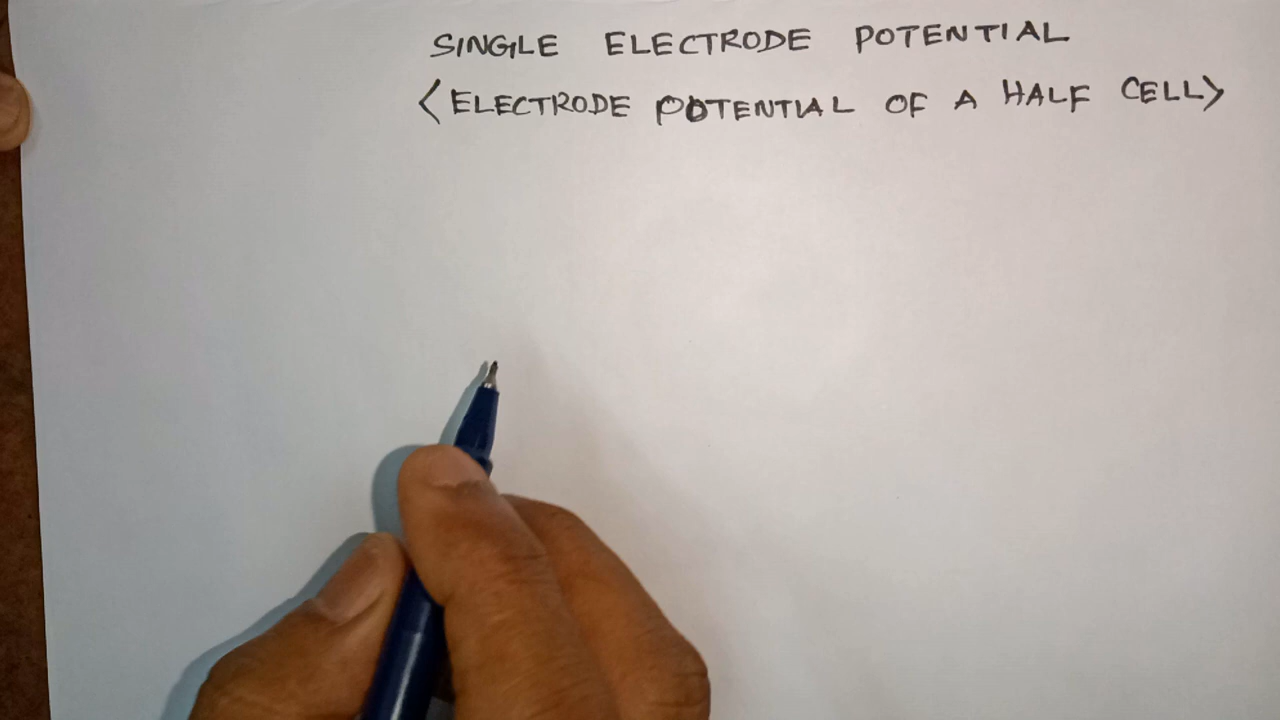 SINGLE ELECTRODE POTENTIAL
<ELECTRODE POTENTIAL OF A HALF CELL>